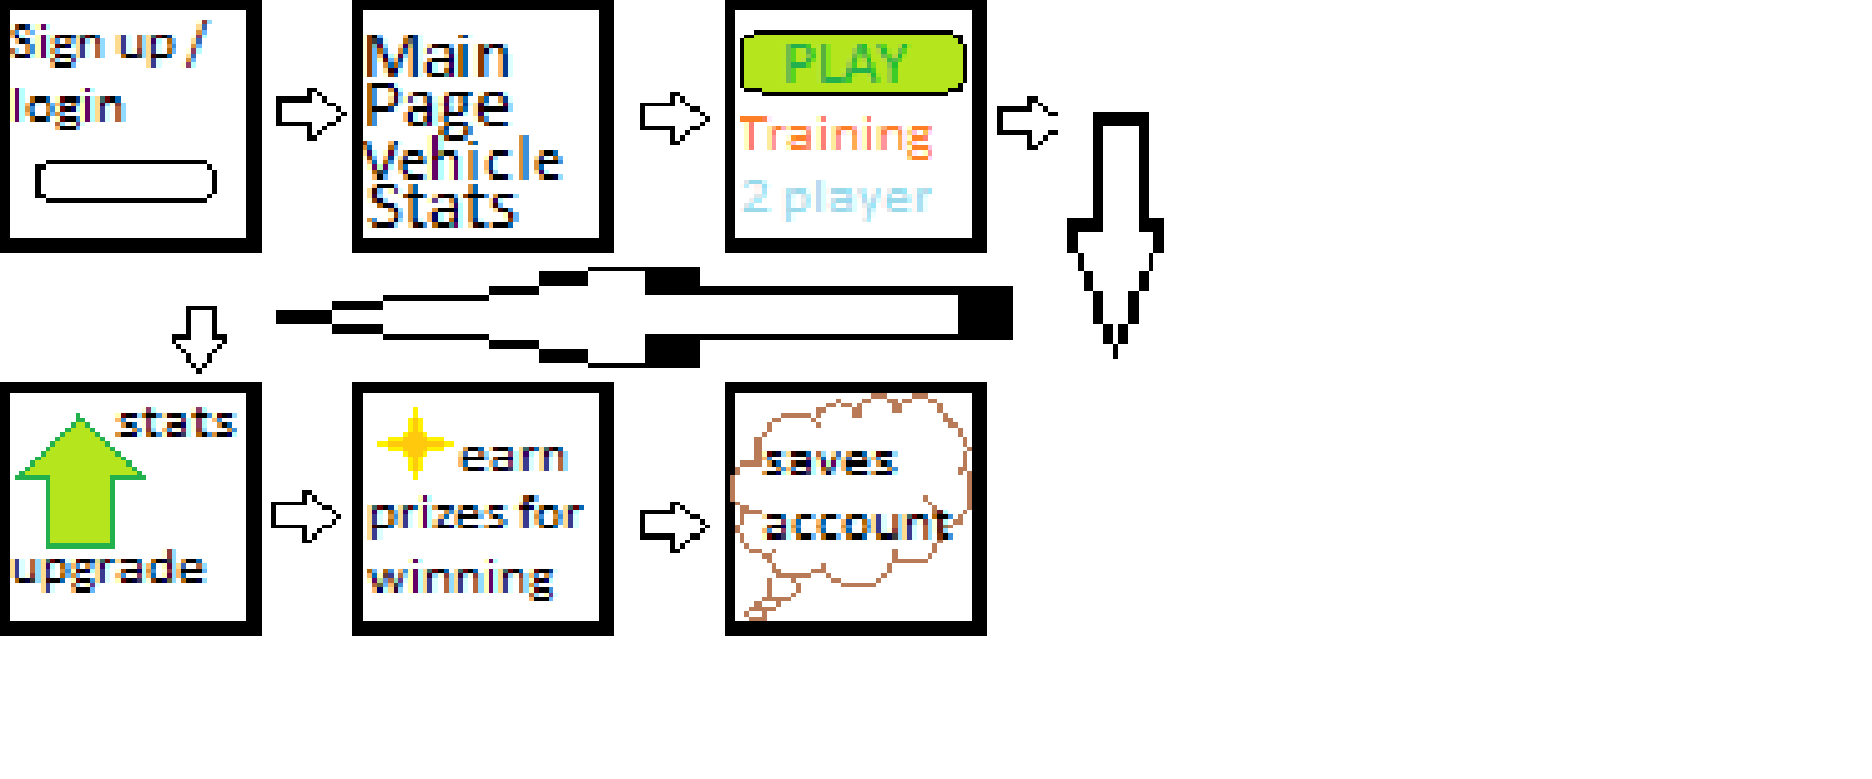 Sign up /
login
Main
Page
Vehicle
Stats
PLAY
Training
2 player
stats
upgrade
earn
prizes for
winning
saves
account